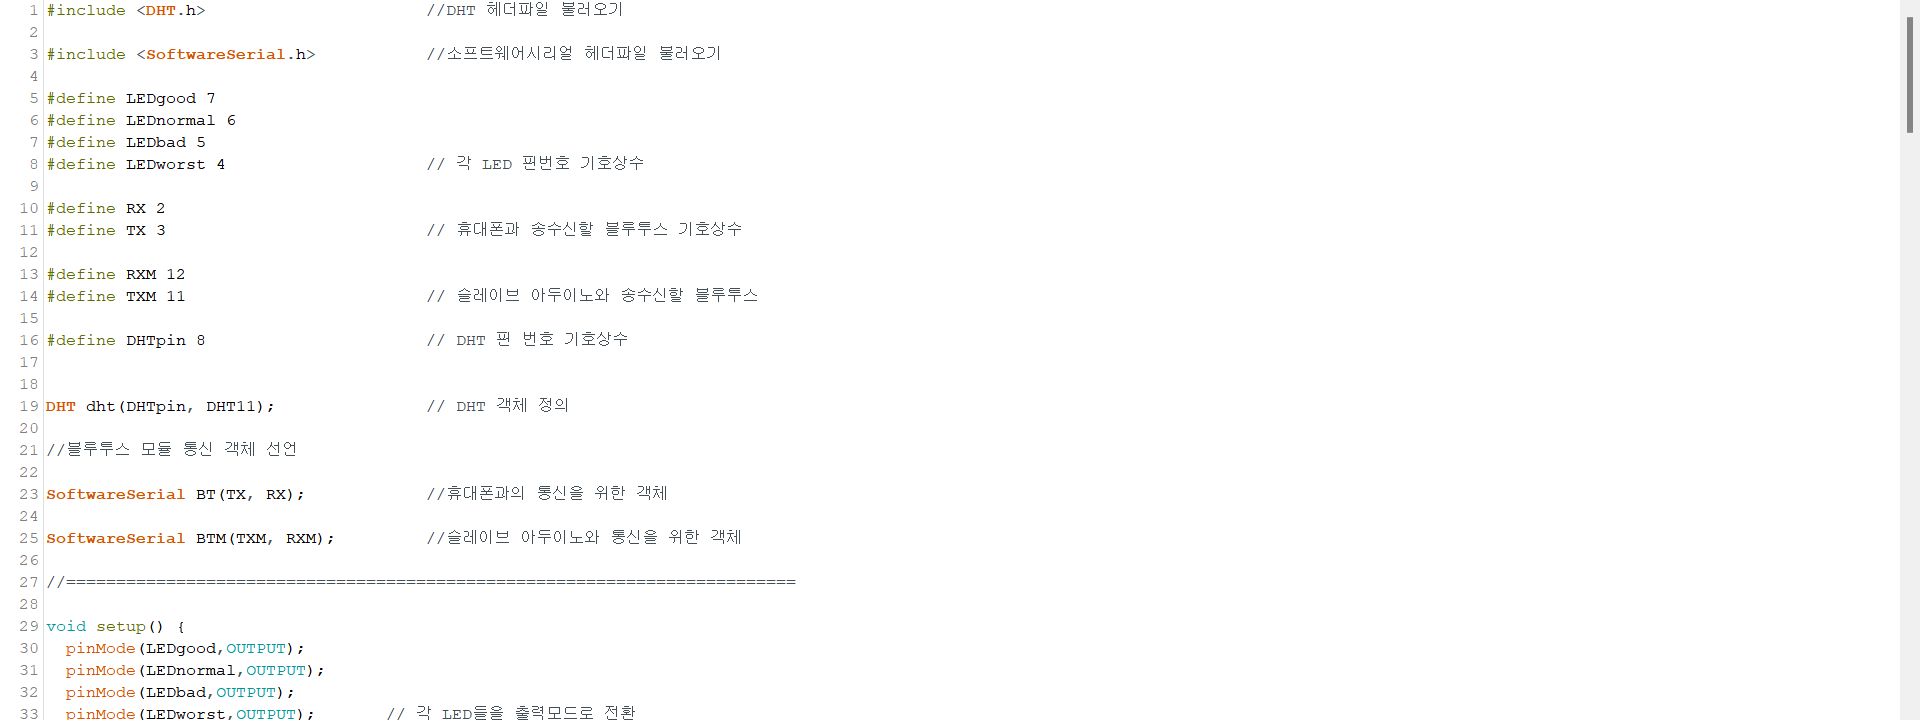 1 #include <DHT.h> //DHT 헤더파일 불러오기
2
3 #include <SoftwareSerial.h> //소프트웨어시리얼 헤더파일 불러오기
4
5 #define LEDgood 7
6 #define LEDnormal 6
7 #define LEDbad 5
8 #define LEDworst 4 // 각 LED 핀번호 기호상수
9
10 #define RX 2
11 #define TX 3 // 휴대폰과 송수신할 블루투스 기호상수
12
13 #define RXM 12
14 #define TXM 11 // 슬레이브 아두이노와 송수신할 블루투스
15
16 #define DHTpin 8 // DHT 핀 번호 기호상수
17
18
19 DHT dht(DHTpin, DHT11); // DHT 객체 정의
20
21 //블루투스 모듈 통신 객체 선언
22
23 SoftwareSerial BT(TX, RX); //휴대폰과의 통신을 위한 객체
24
25 SoftwareSerial BTM(TXM, RXM); //슬레이브 아두이노와 통신을 위한 객체
26
27 //=========================================================================
28
29 void setup() {
30 pinMode(LEDgood,OUTPUT);
31 pinMode(LEDnormal,OUTPUT);
32 pinMode(LEDbad,OUTPUT);
33 pinMode(LEDworst,OUTPUT); // 각 LED들을 출력모드로 전환